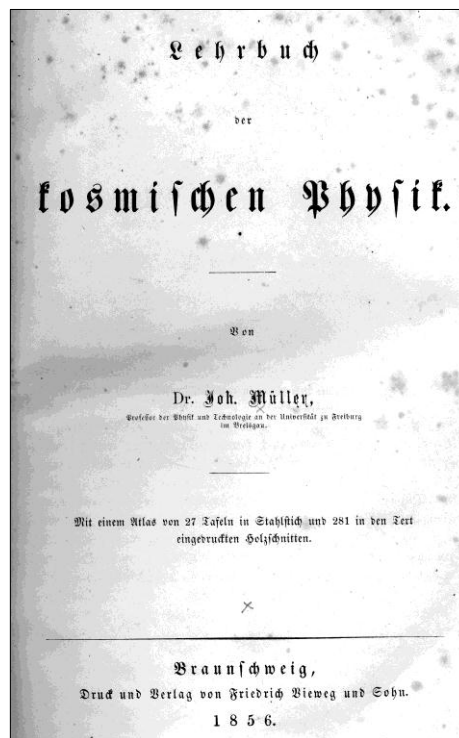 Lehrbuch
der
kosmischen Physik.
Von
Dr. Joh. Müller,
Professor der Physik und Technologie an der Universität zu Freiburg
im Breisgau.
Mit einem Atlas von 27 Tafeln in Stahlstich und 281 in den Text
eingedruckten Holzschnitten.
Braunschweig,
Druck und Verlag von Friedrich Vieweg und Sohn.
1856.